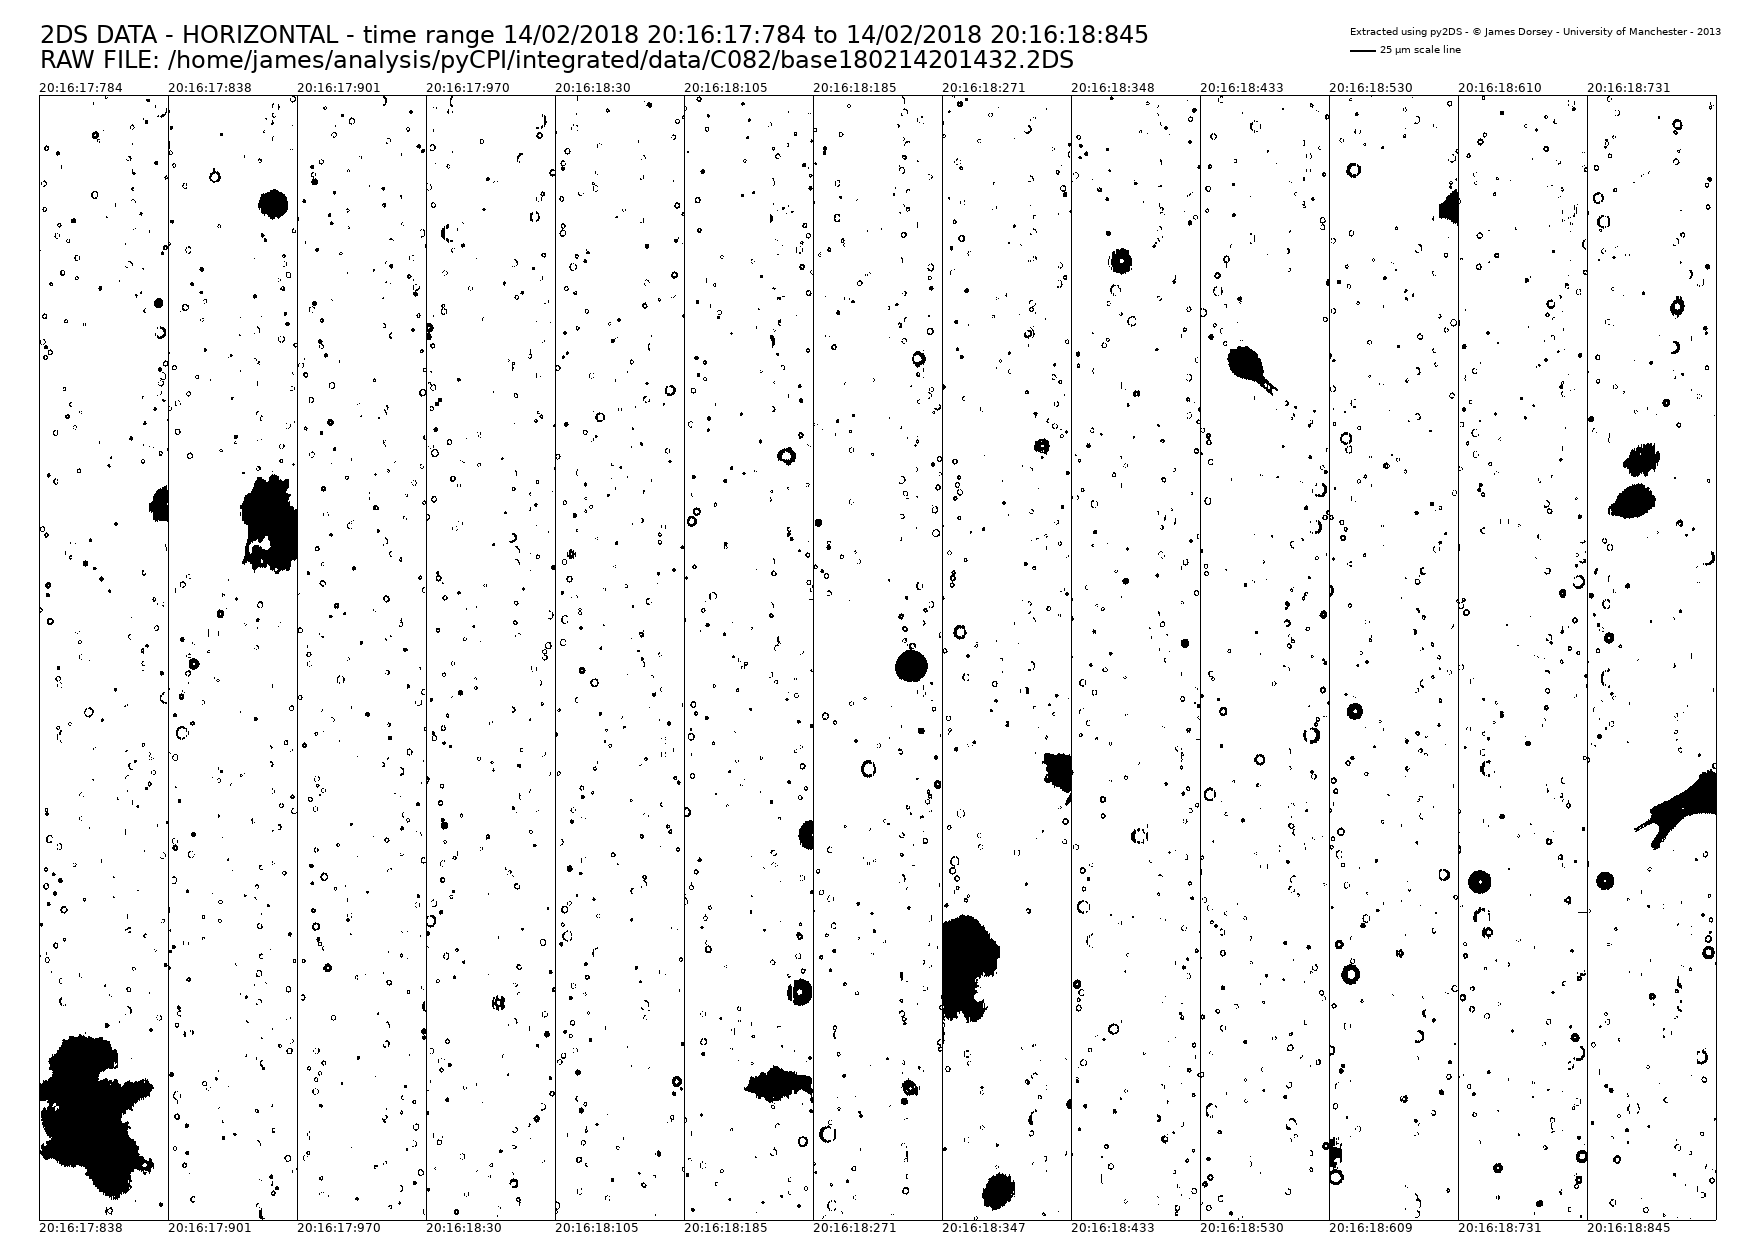 2DS DATA - HORIZONTAL - time range 14/02/2018 20:16:17:784 to 14/02/2018 20:16:18:845
RAW FILE: /home/james/analysis/pyCPI/integrated/data/C082/base180214201432.2DS
Extracted using py2DS - © James Dorsey - University of Manchester - 2013
25 µm scale line
20:16:17:784 20:16:17:838 20:16:17:901 20:16:17:970 20:16:18:30 20:16:18:105 20:16:18:185 20:16:18:271 20:16:18:348 20:16:18:433 20:16:18:530 20:16:18:610 20:16:18:731
20:16:17:838 20:16:17:901 20:16:17:970 20:16:18:30 20:16:18:105 20:16:18:185 20:16:18:271 20:16:18:347 20:16:18:433 20:16:18:530 20:16:18:609 20:16:18:731 20:16:18:845